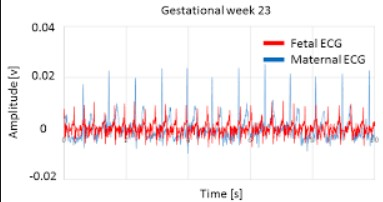 Gestational week 23
0.04
Fetal ECG
Maternal ECG
0.02
Amplitude [v]
0
-0.02
Time [s]